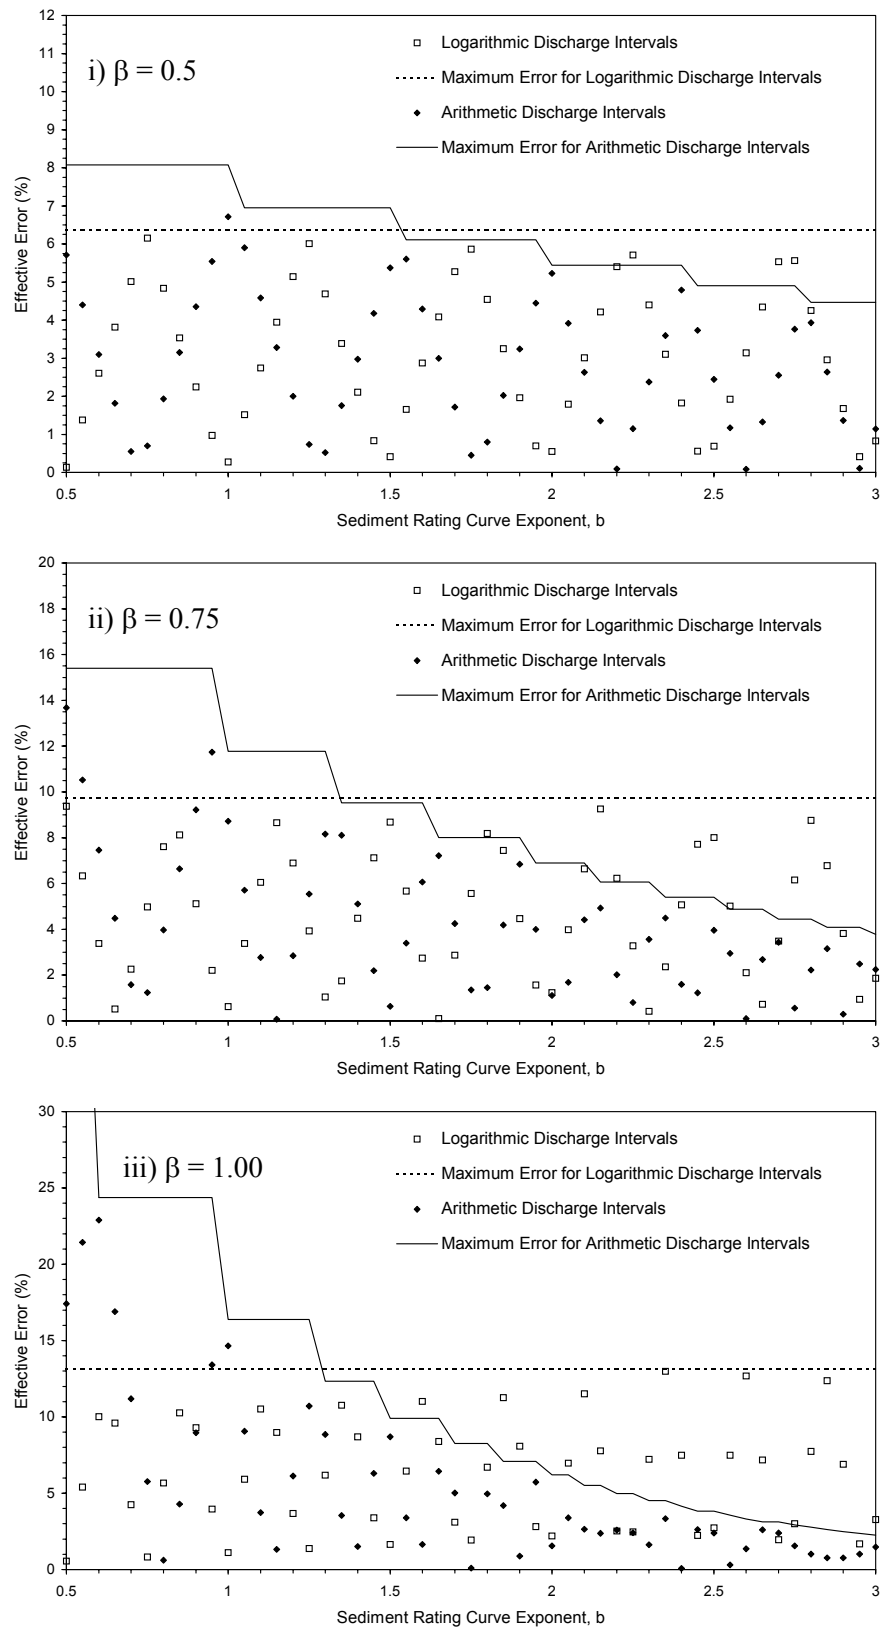 12
11
10
9
8
7
6
5
4
3
2
1
0
Effective Error (%)
i) β = 0.5
Logarithmic Discharge Intervals
Maximum Error for Logarithmic Discharge Intervals
Arithmetic Discharge Intervals
Maximum Error for Arithmetic Discharge Intervals
0.5 1 1.5 2 2.5 3
Sediment Rating Curve Exponent, b
20
18
16
14
12
10
8
6
4
2
0
Effective Error (%)
ii) β = 0.75
Logarithmic Discharge Intervals
Maximum Error for Logarithmic Discharge Intervals
Arithmetic Discharge Intervals
Maximum Error for Arithmetic Discharge Intervals
0.5 1 1.5 2 2.5 3
Sediment Rating Curve Exponent, b
30
25
20
15
10
5
0
Effective Error (%)
iii) β = 1.00
Logarithmic Discharge Intervals
Maximum Error for Logarithmic Discharge Intervals
Arithmetic Discharge Intervals
Maximum Error for Arithmetic Discharge Intervals
0.5 1 1.5 2 2.5 3
Sediment Rating Curve Exponent, b